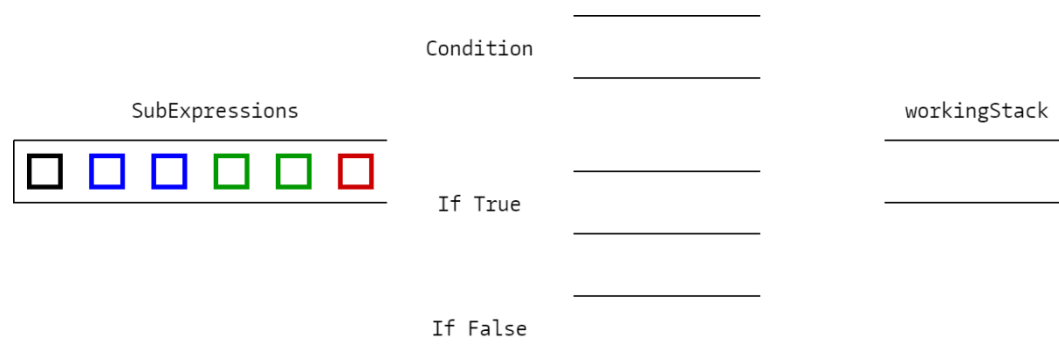 Condition
SubExpressions
workingStack
If True
If False